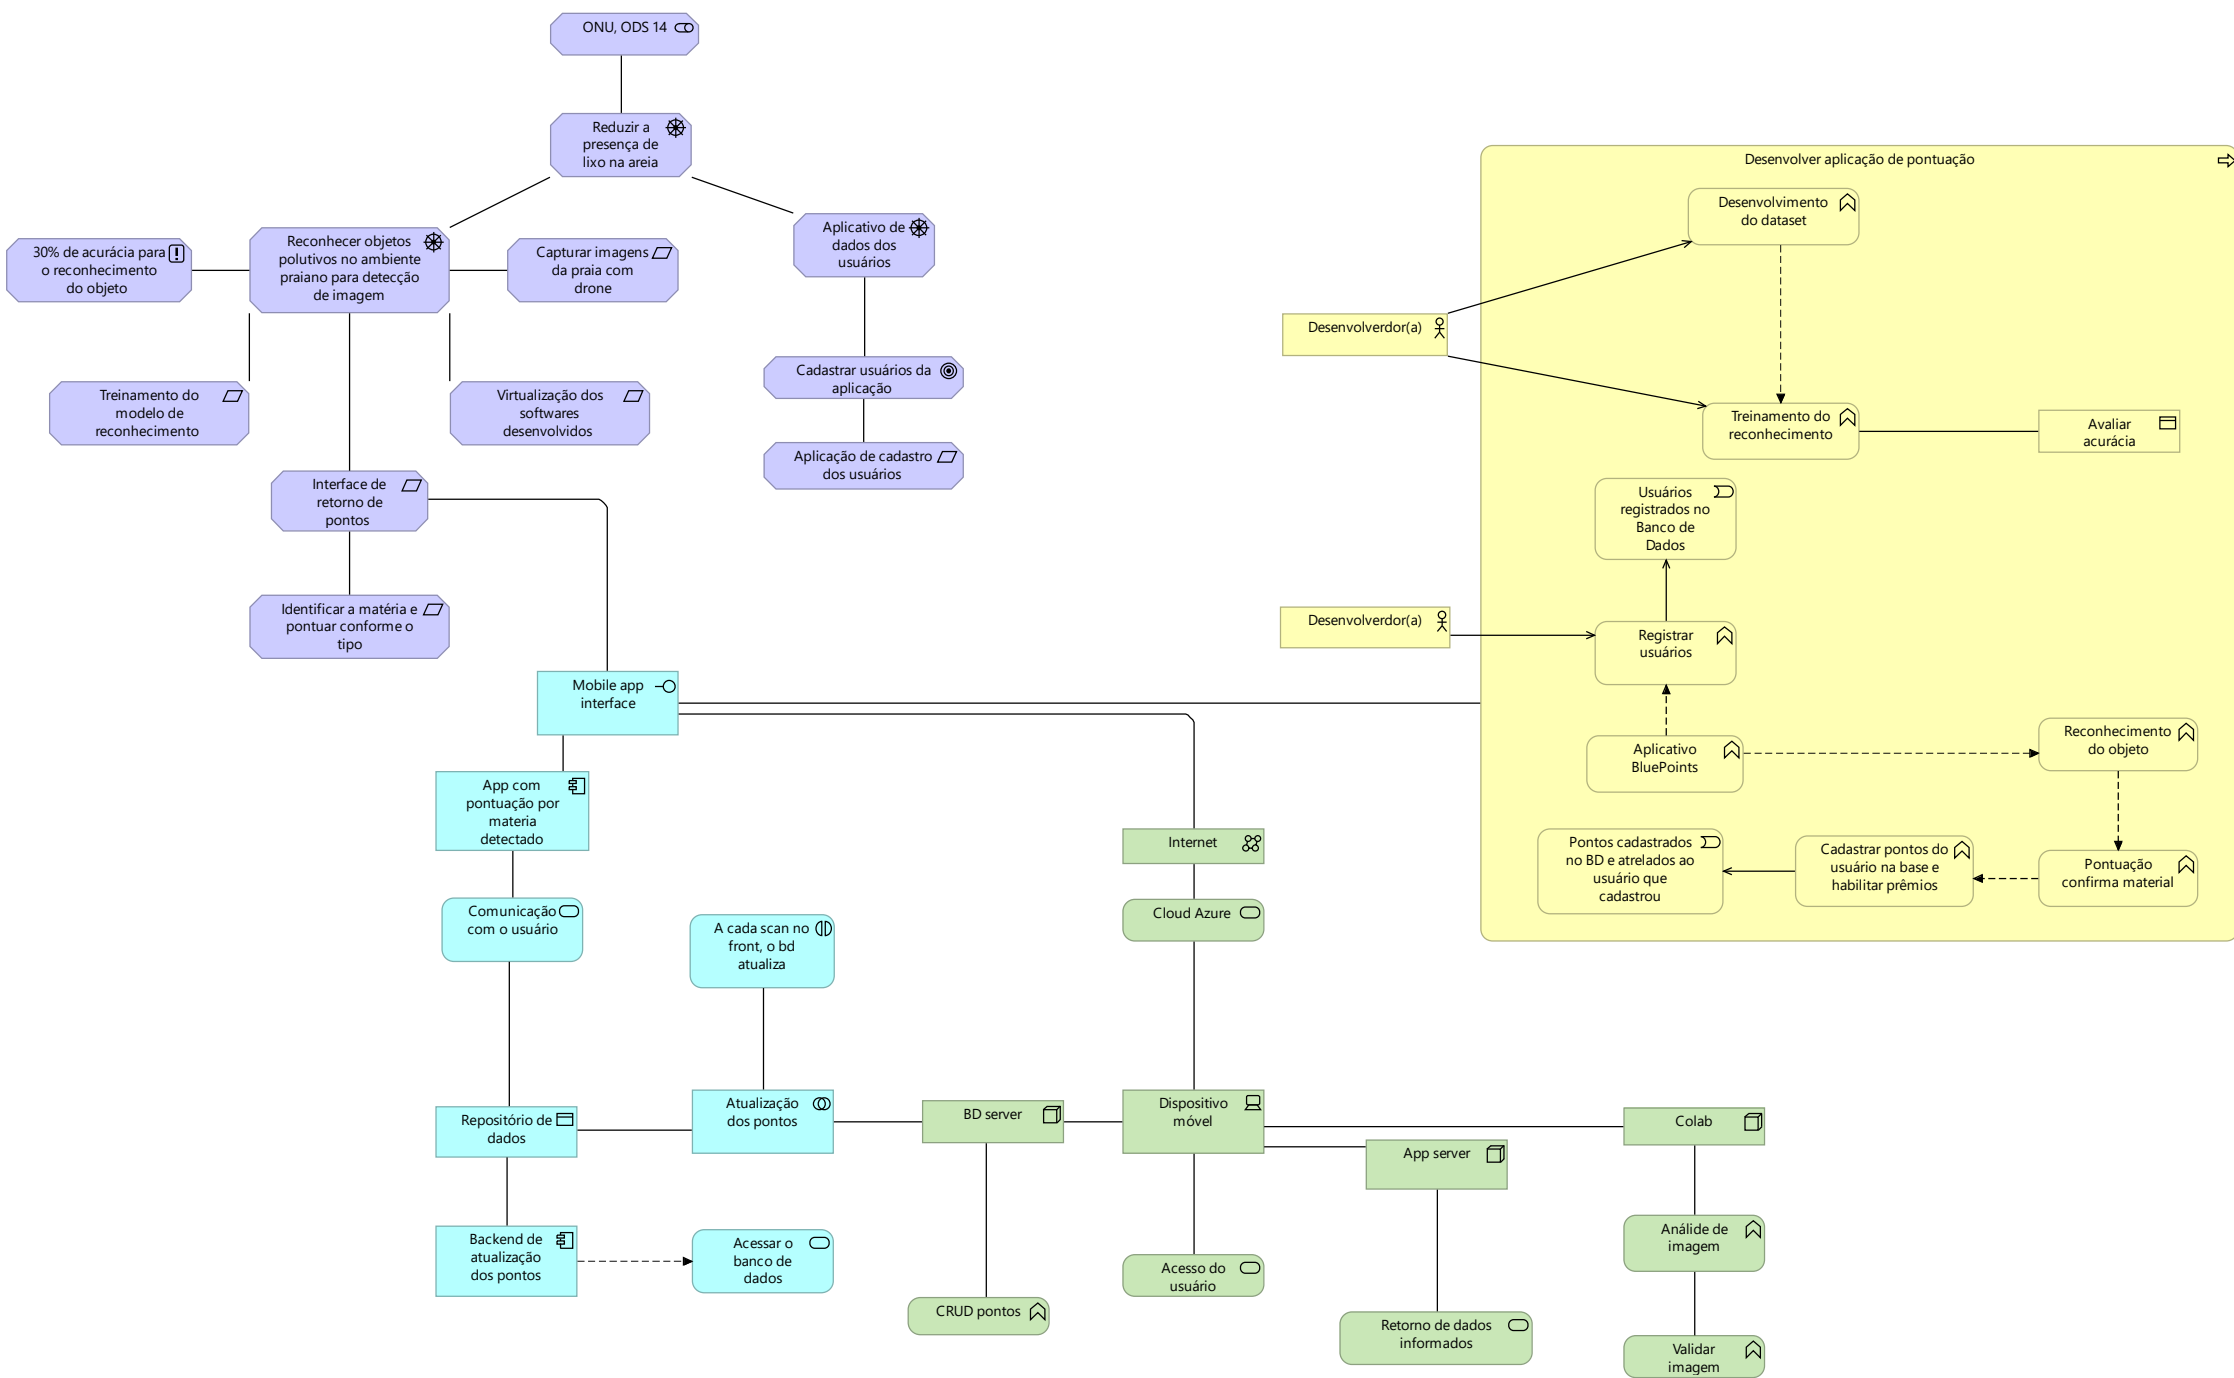 ONU, ODS 14
Reduzir a
presença de
lixo na areia
30% de acurácia para
o reconhecimento
do objeto
Reconhecer objetos
polutivos no ambiente
praiano para detecção
de imagem
Capturar imagens
da praia com
drone
Aplicativo de
dados dos
usuários
Treinamento do
modelo de
reconhecimento
Virtualização dos
softwares
desenvolvidos
Cadastrar usuários da
aplicação
Aplicação de cadastro
dos usuários
Interface de
retorno de
pontos
Identificar a matéria e
pontuar conforme o
tipo
Desenvolver aplicação de pontuação
Desenvolvimento
do dataset
Desenvolverdor(a)
Treinamento do
reconhecimento
Avaliar
acurácia
Usuários
registrados no
Banco de
Dados
Desenvolverdor(a)
Registrar
usuários
Aplicativo
BluePoints
Reconhecimento
do objeto
Pontos cadastrados
no BD e atrelados ao
usuário que
cadastrou
Cadastrar pontos do
usuário na base e
habilitar prêmios
Pontuação
confirma material
Mobile app
interface
App com
pontuação por
materia
detectado
Comunicação
com o usuário
A cada scan no
front, o bd
atualiza
Internet
Cloud Azure
Repositório de
dados
Atualização
dos pontos
BD server
Dispositivo
móvel
App server
Colab
Backend de
atualização
dos pontos
Acessar o
banco de
dados
CRUD pontos
Acesso do
usuário
Retorno de dados
informados
Análide de
imagem
Validar
imagem